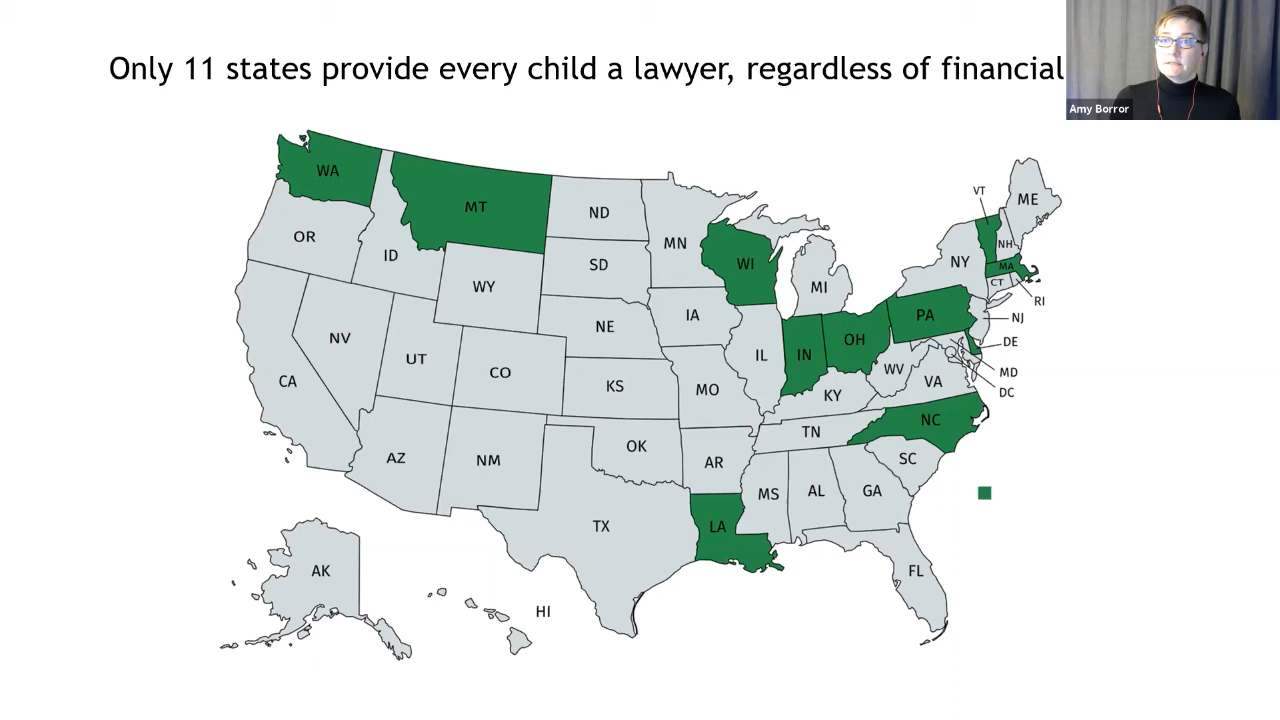 Only 11 states provide every child a lawyer, regardless of financial
Amy Borror
WA
MT
ND
MN
ME
VT
NH
OR
ID
SD
WI
NY
MA
WY
MI
CT
RI
IA
PA
NJ
NE
NV
OH
DE
UT
IL
IN
CO
WV
MD
CA
KS
MO
VA
DC
KY
NC
TN
OK
AZ
NM
AR
SC
MS
AL
GA
TX
LA
AK
FL
HI